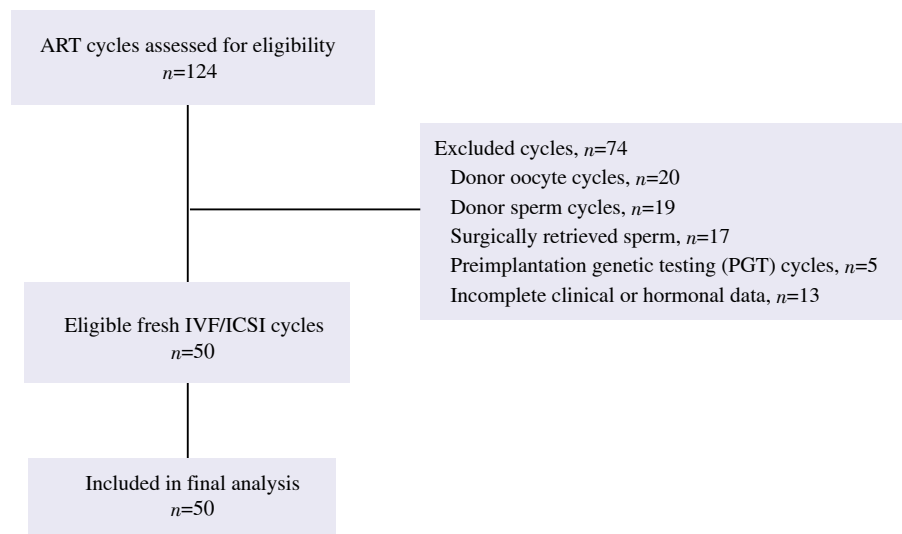 ART cycles assessed for eligibility
n=124
Excluded cycles, n=74
Donor oocyte cycles, n=20
Donor sperm cycles, n=19
Surgically retrieved sperm, n=17
Preimplantation genetic testing (PGT) cycles, n=5
Incomplete clinical or hormonal data, n=13
Eligible fresh IVF/ICSI cycles
n=50
Included in final analysis
n=50